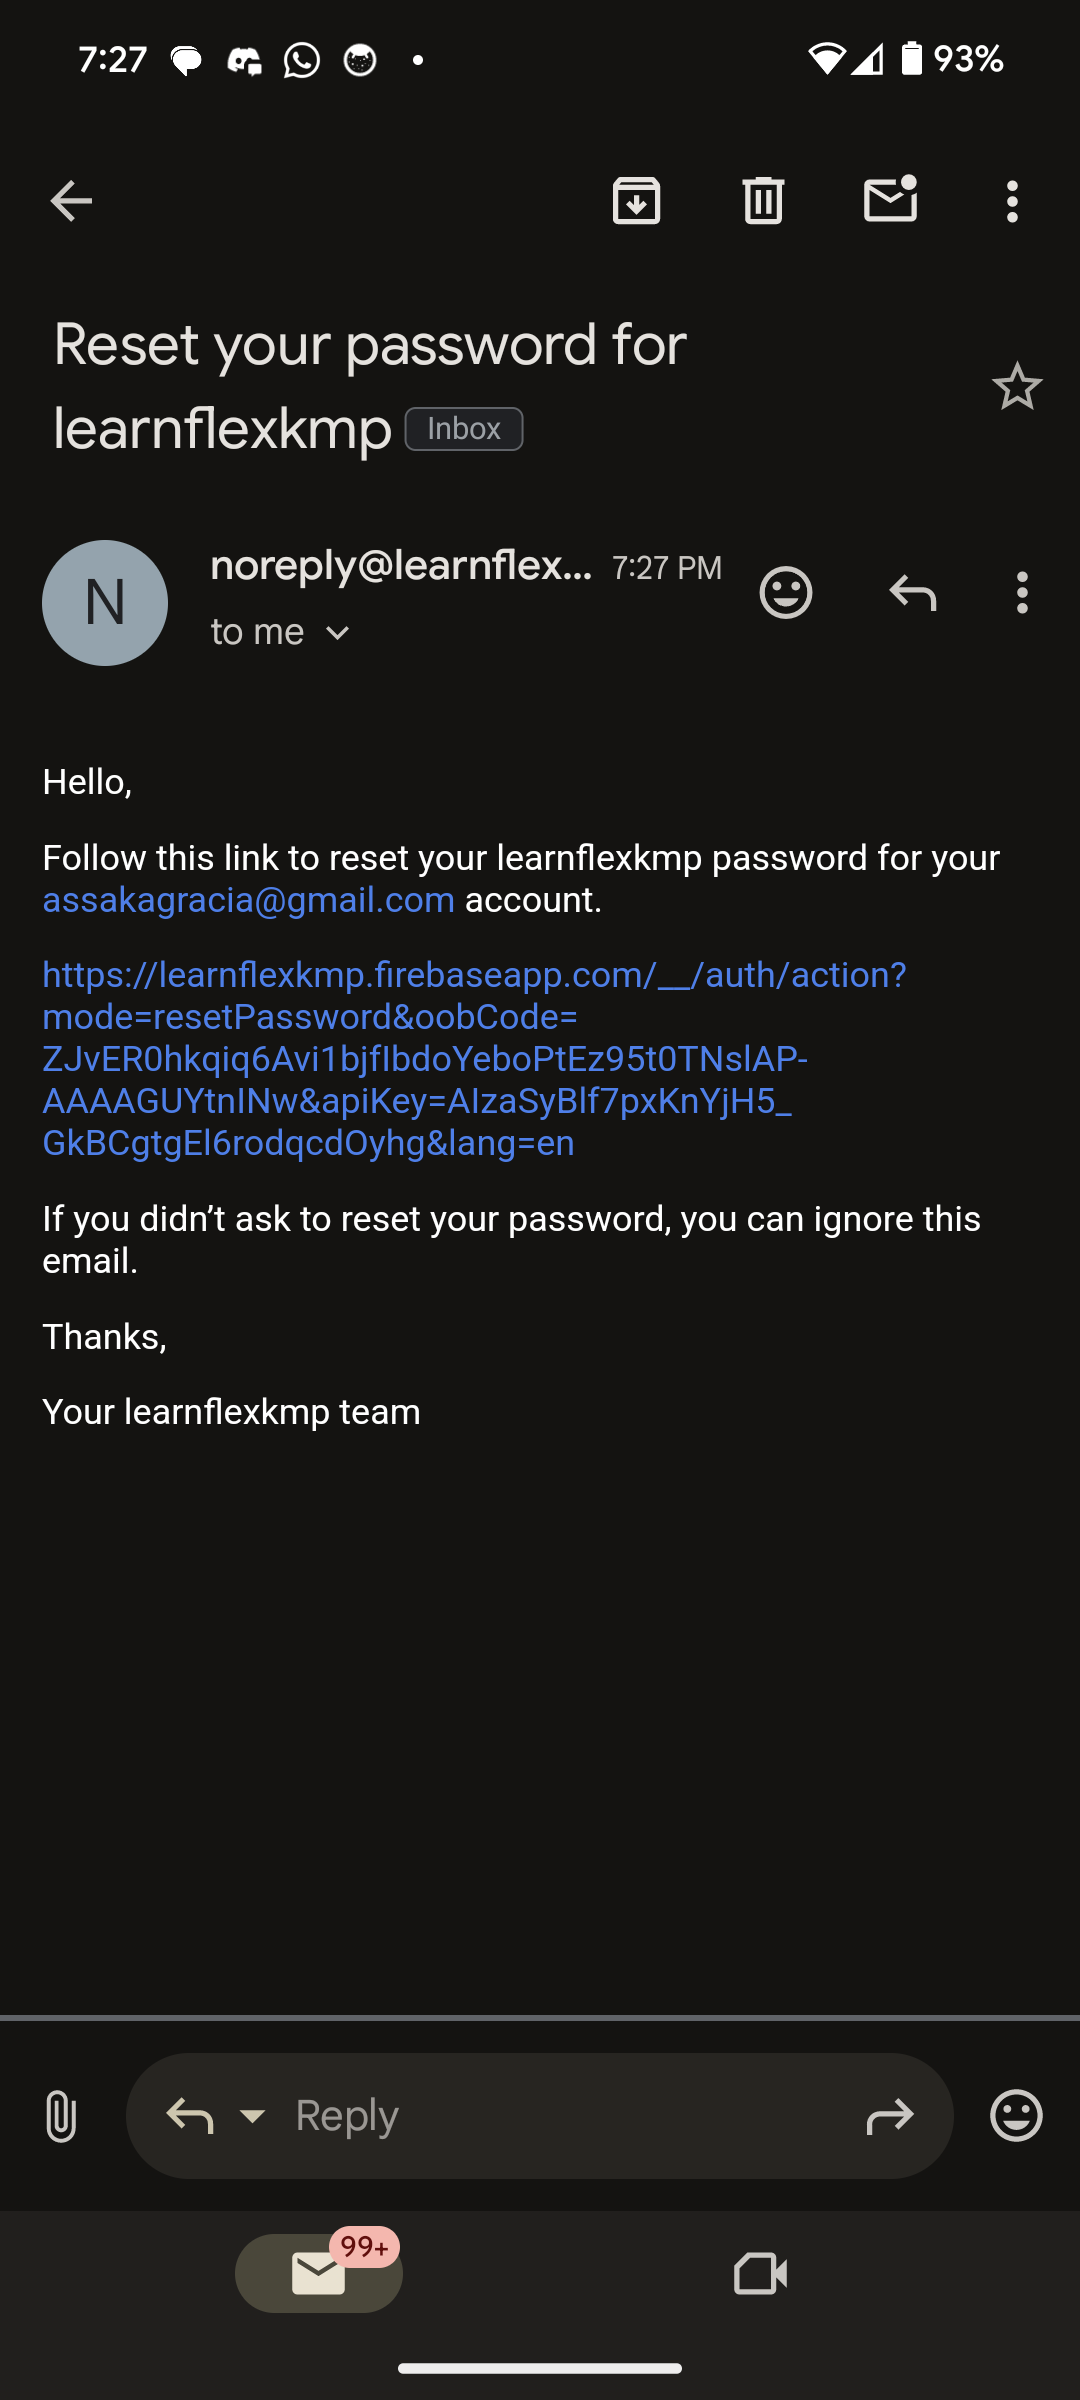 7:27
93%
Reset your password for
learnflexkmp Inbox
N
noreply@learnflex... 7:27 PM
to me
Hello,
Follow this link to reset your learnflexkmp password for your
assakagracia@gmail.com account.
https://learnflexkmp.firebaseapp.com/__/auth/action?
mode=resetPassword&oobCode=
ZJvER0hkqiq6Avi1bjfIbdoYeboPtEz95t0TNslAP-
AAAAGUYtnINw&apiKey=AIzaSyBlf7pxKnYjH5_
GkBCgtgEl6rodqcdOyhg&lang=en
If you didn’t ask to reset your password, you can ignore this
email.
Thanks,
Your learnflexkmp team
Reply
99+